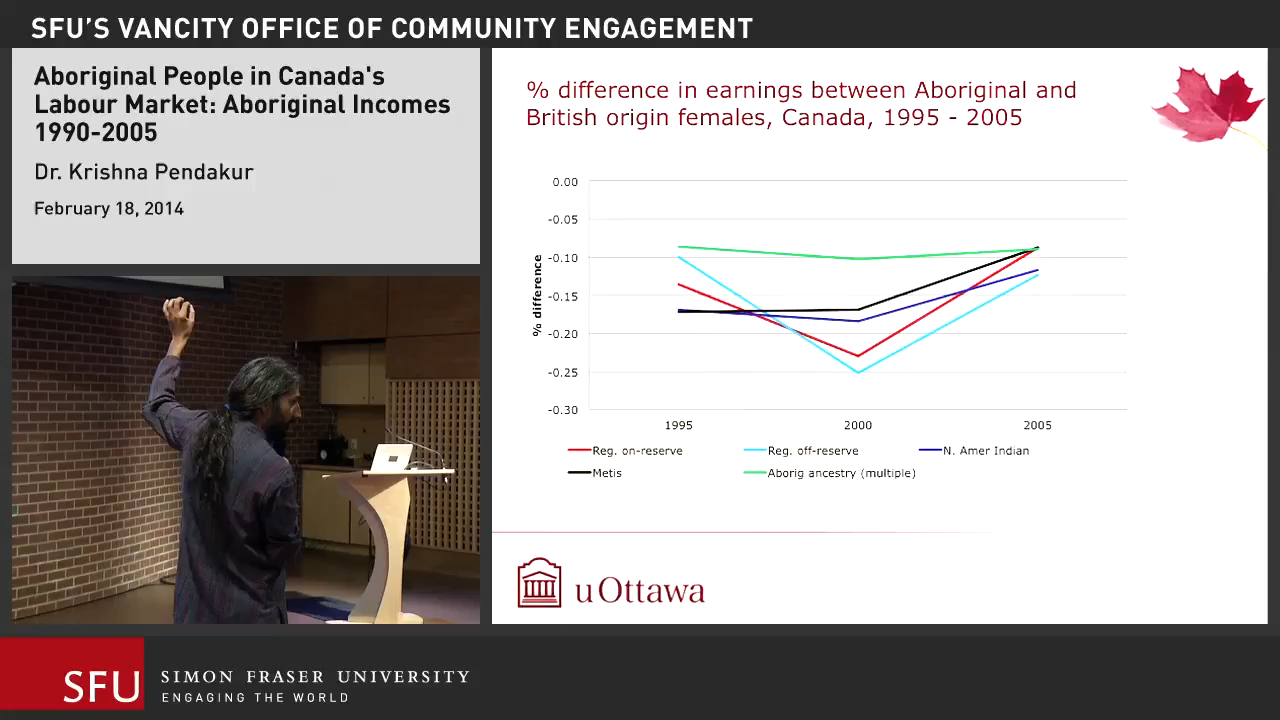 SFU'S VANCITY OFFICE OF COMMUNITY ENGAGEMENT
Aboriginal People in Canada's
Labour Market: Aboriginal Incomes
1990-2005
Dr. Krishna Pendakur
February 18, 2014
% difference in earnings between Aboriginal and
British origin females, Canada, 1995 - 2005
0.00
-0.05
-0.10
-0.15
-0.20
-0.25
-0.30
% difference
1995 2000 2005
Reg. on-reserve Reg. off-reserve N. Amer Indian
Metis Aborig ancestry (multiple)
uOttawa
SFU SIMON FRASER UNIVERSITY
ENGAGING THE WORLD